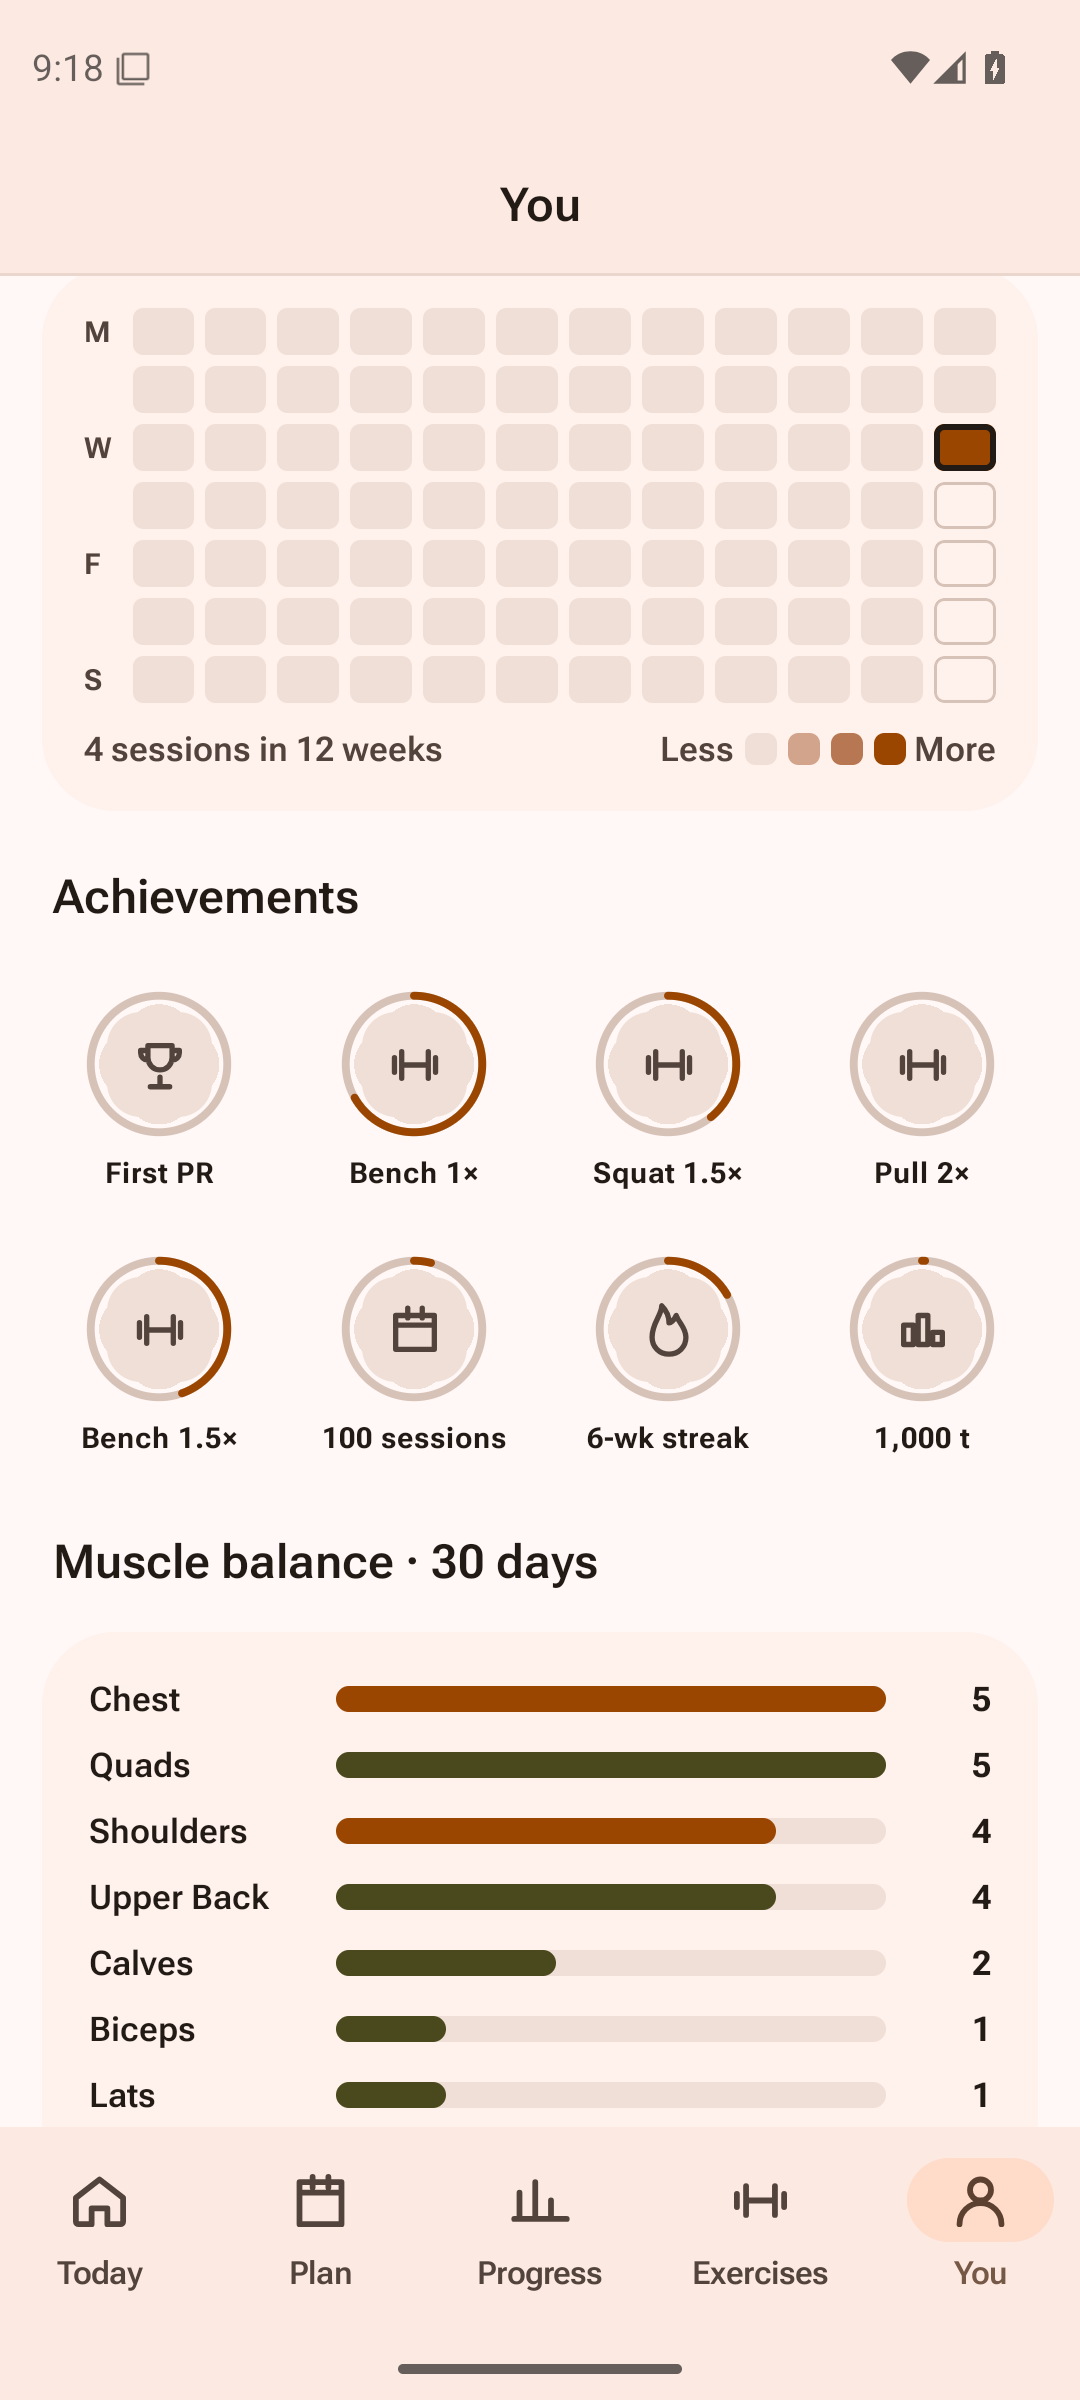 9:18
You
M
W
F
S
4 sessions in 12 weeks
Less More
Achievements
First PR
Bench 1×
Squat 1.5×
Pull 2×
Bench 1.5×
100 sessions
6-wk streak
1,000 t
Muscle balance · 30 days
Chest 5
Quads 5
Shoulders 4
Upper Back 4
Calves 2
Biceps 1
Lats 1
Today
Plan
Progress
Exercises
You